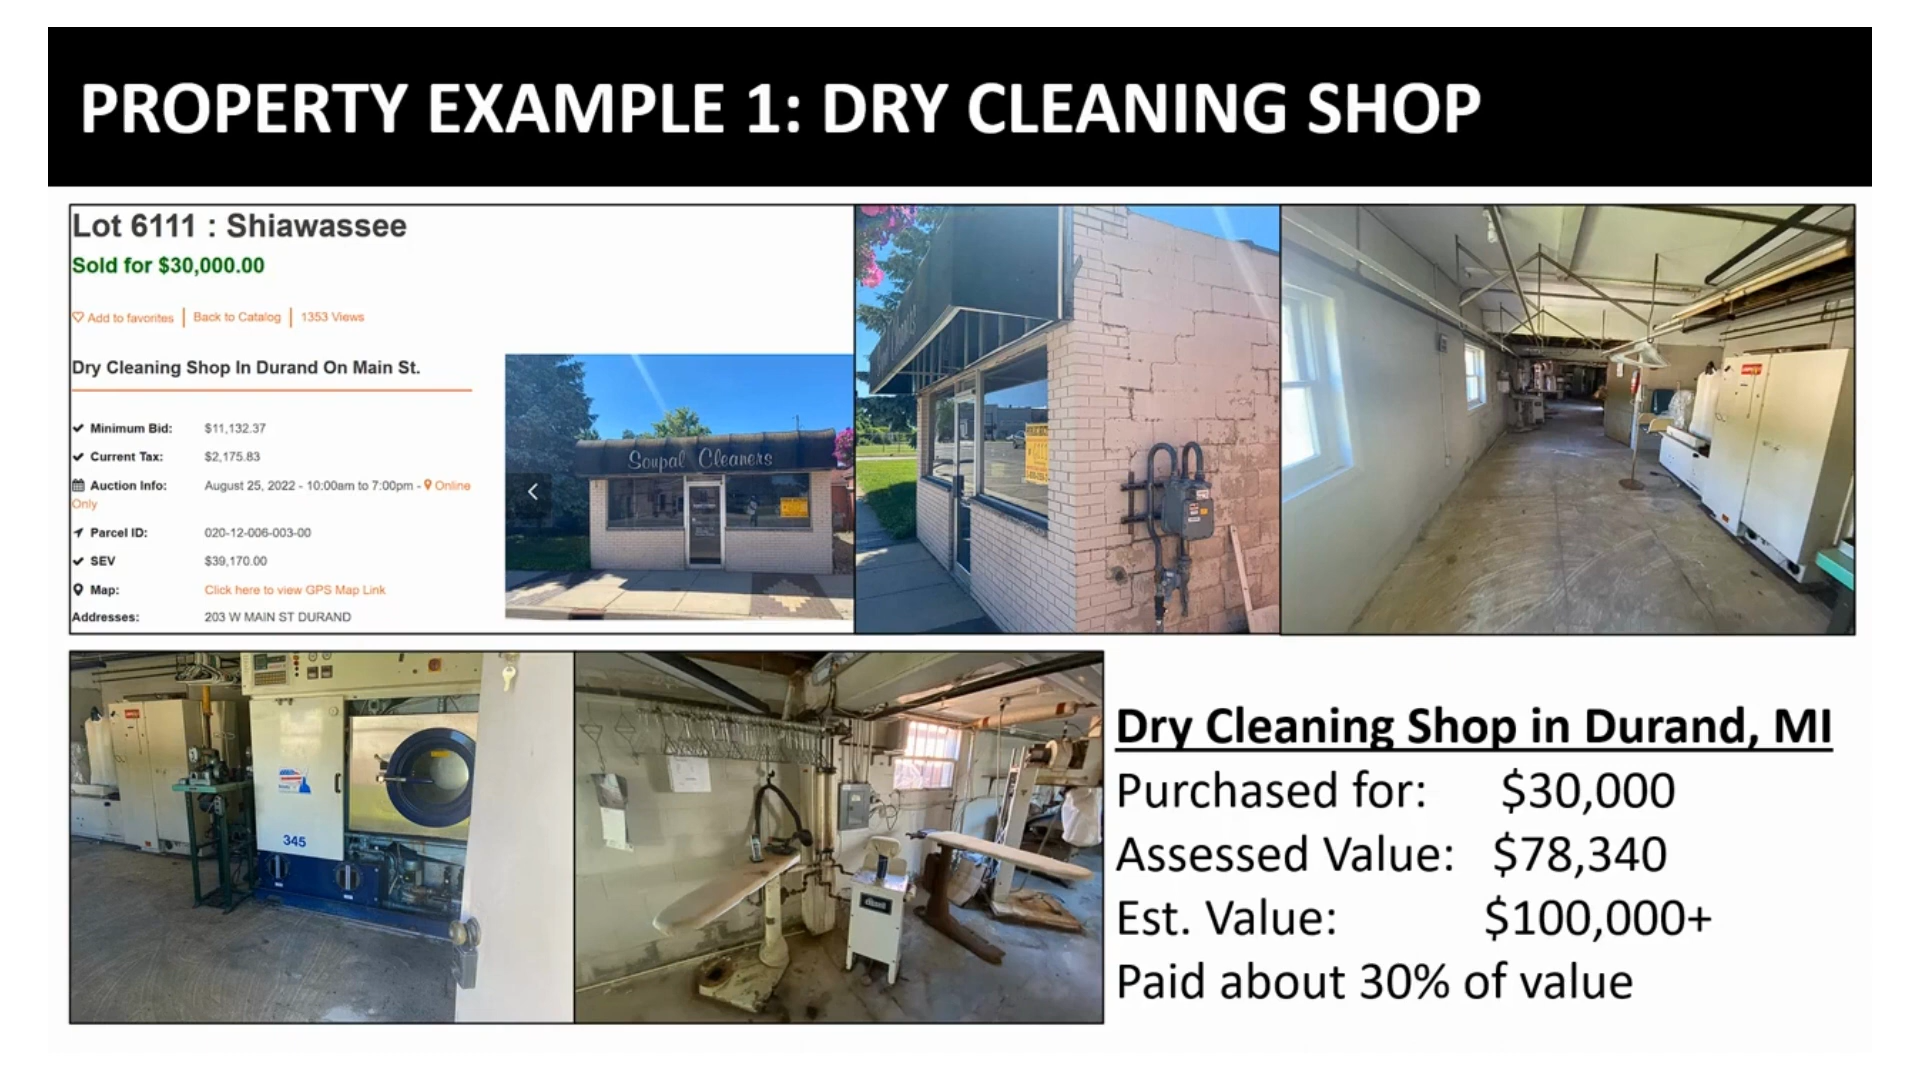 PROPERTY EXAMPLE 1: DRY CLEANING SHOP
Lot 6111 : Shiawassee
Sold for $30,000.00
Add to favorites | Back to Catalog | 1353 Views
Dry Cleaning Shop In Durand On Main St.
Minimum Bid: $11,132.37
Current Tax: $2,175.83
Auction Info: August 25, 2022 - 10:00am to 7:00pm - Online
Only
Parcel ID: 020-12-006-003-00
SEV $39,170.00
Map: Click here to view GPS Map Link
Addresses: 203 W MAIN ST DURAND
Soupal Cleaners
345
Dry Cleaning Shop in Durand, MI
Purchased for: $30,000
Assessed Value: $78,340
Est. Value: $100,000+
Paid about 30% of value